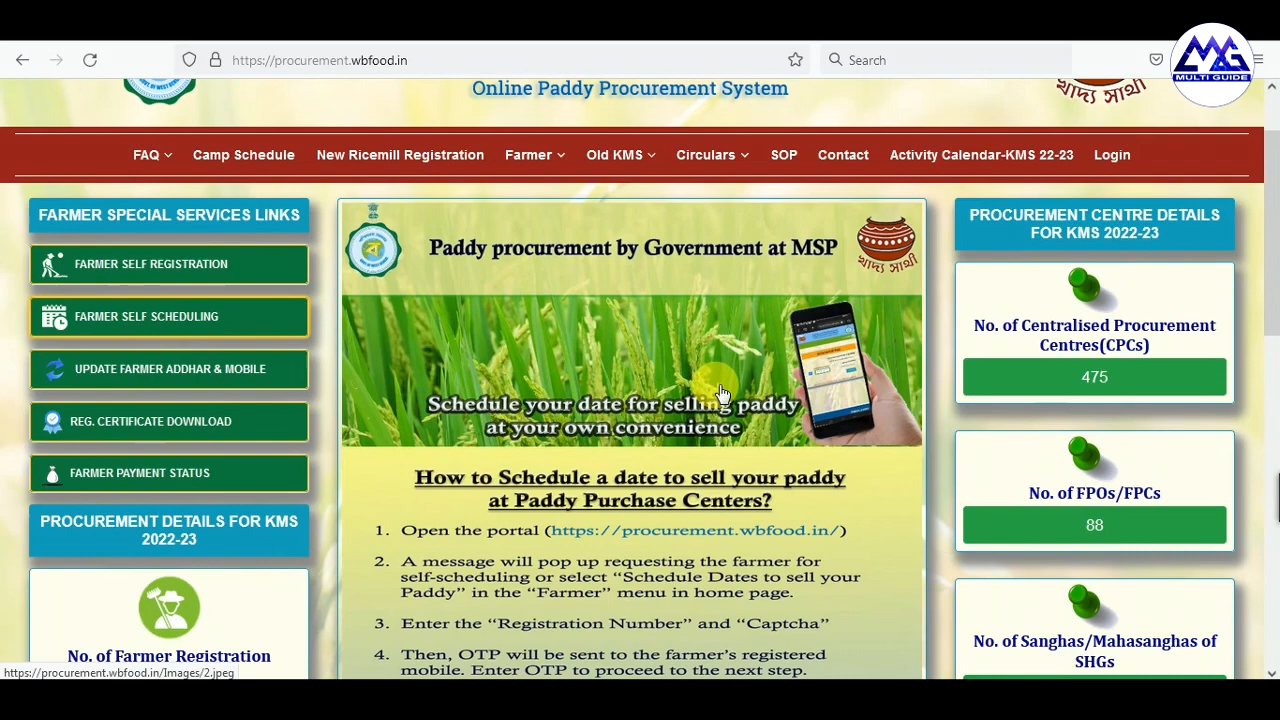 https://procurement.wbfood.in
Search
MULTI GUIDE
Online Paddy Procurement System
খাদ্য সাথী
FAQ
Camp Schedule
New Ricemill Registration
Farmer
Old KMS
Circulars
SOP
Contact
Activity Calendar-KMS 22-23
Login
FARMER SPECIAL SERVICES LINKS
FARMER SELF REGISTRATION
FARMER SELF SCHEDULING
UPDATE FARMER ADDHAR & MOBILE
REG. CERTIFICATE DOWNLOAD
FARMER PAYMENT STATUS
PROCUREMENT DETAILS FOR KMS
2022-23
No. of Farmer Registration
Paddy procurement by Government at MSP
খাদ্য সাথী
Schedule your date for selling paddy
at your own convenience
How to Schedule a date to sell your paddy
at Paddy Purchase Centers?
1. Open the portal (https://procurement.wbfood.in/)
2. A message will pop up requesting the farmer for
self-scheduling or select “Schedule Dates to sell your
Paddy” in the “Farmer” menu in home page.
3. Enter the “Registration Number” and “Captcha”
4. Then, OTP will be sent to the farmer’s registered
mobile. Enter OTP to proceed to the next step.
PROCUREMENT CENTRE DETAILS
FOR KMS 2022-23
No. of Centralised Procurement
Centres(CPCs)
475
No. of FPOs/FPCs
88
No. of Sanghas/Mahasanghas of
SHGs
https://procurement.wbfood.in/Images/2.jpeg